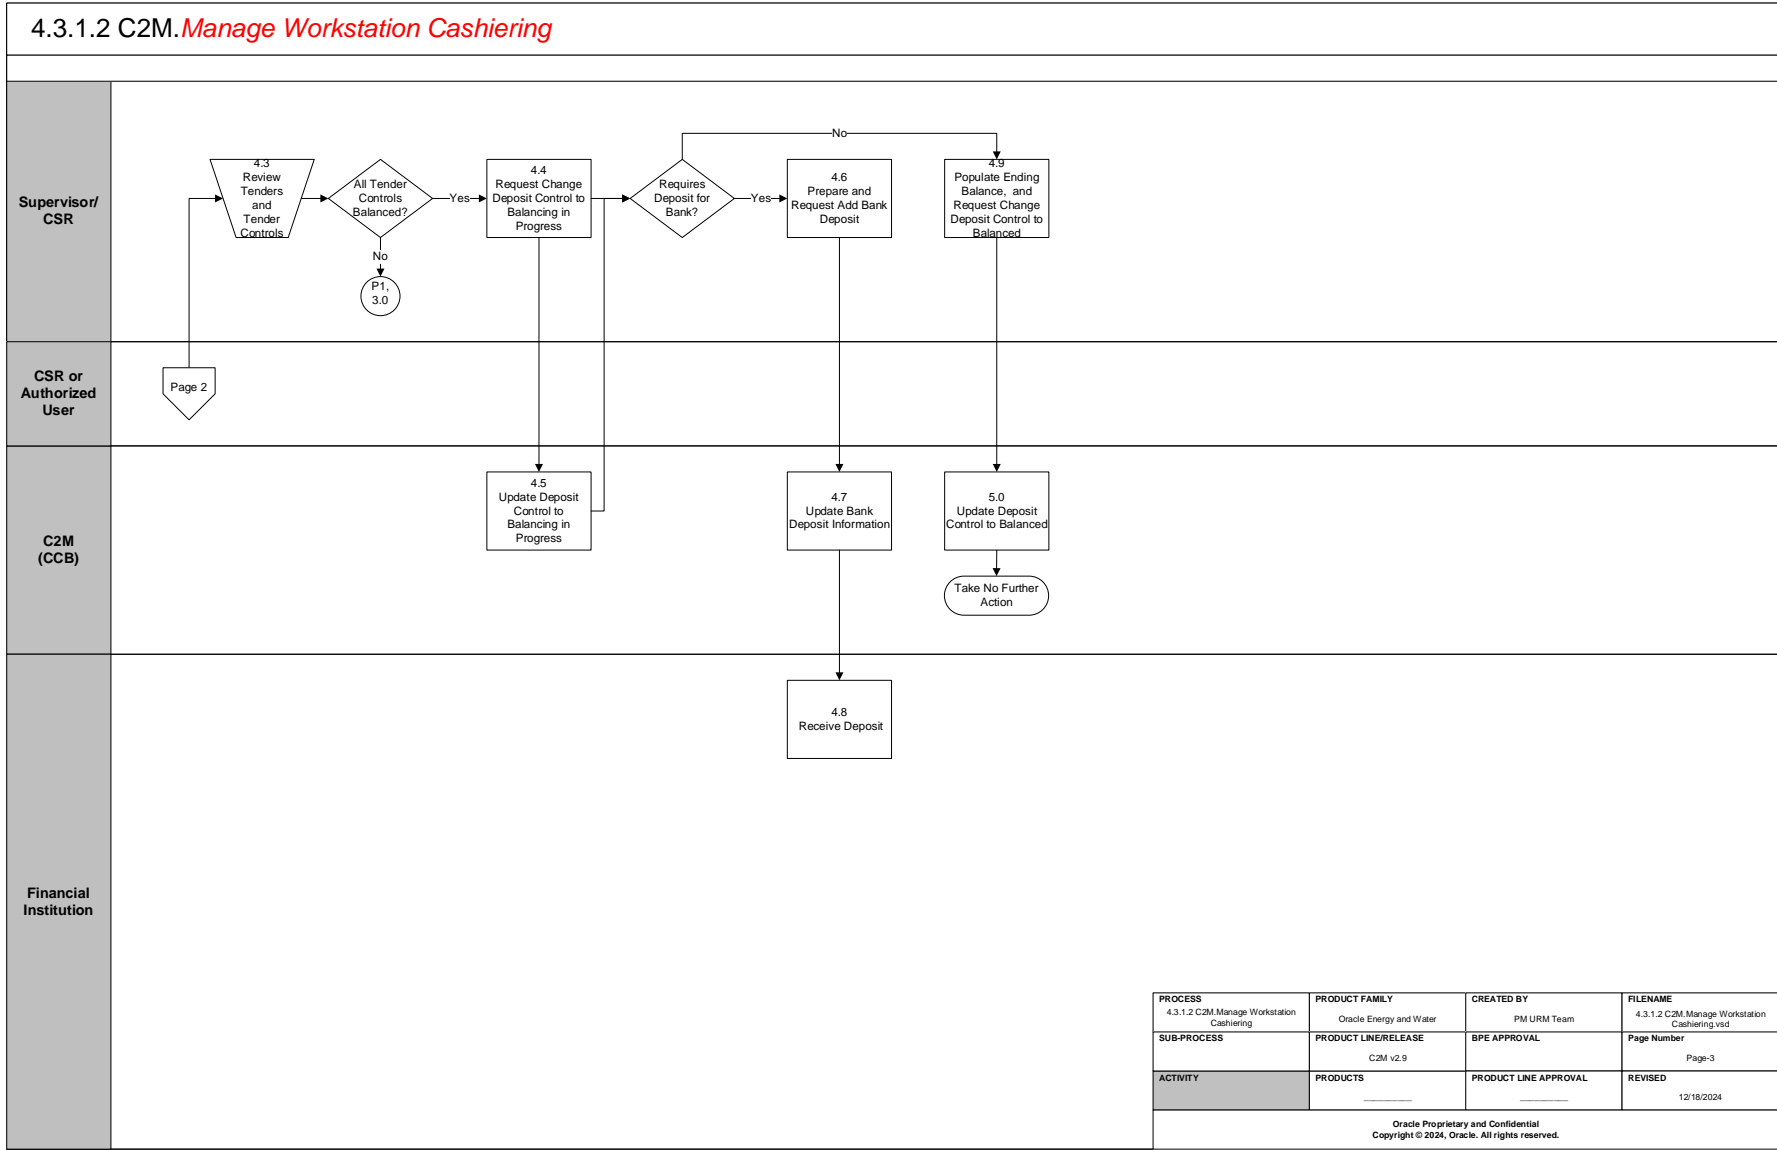 4.3.1.2 C2M.Manage Workstation Cashiering
Supervisor/
CSR
4.3
Review
Tenders
and
Tender
Controls
All Tender
Controls
Balanced?
Yes
No
P1,
3.0
4.4
Request Change
Deposit Control to
Balancing in
Progress
Requires
Deposit for
Bank?
No
Yes
4.6
Prepare and
Request Add Bank
Deposit
4.9
Populate Ending
Balance,  and
Request Change
Deposit Control to
Balanced
CSR or
Authorized
User
Page 2
C2M
(CCB)
4.5
Update Deposit
Control to
Balancing in
Progress
4.7
Update Bank
Deposit Information
5.0
Update Deposit
Control to Balanced
Take No Further
Action
Financial
Institution
4.8
Receive Deposit
PROCESS
4.3.1.2 C2M.Manage Workstation
Cashiering
PRODUCT FAMILY
Oracle Energy and Water
CREATED BY
PM URM Team
FILENAME
4.3.1.2 C2M.Manage Workstation
Cashiering.vsd
SUB-PROCESS
PRODUCT LINE/RELEASE
C2M v2.9
BPE APPROVAL
Page Number
Page-3
ACTIVITY
PRODUCTS
__________
PRODUCT LINE APPROVAL
__________
REVISED
12/18/2024
Oracle Proprietary and Confidential
Copyright © 2024, Oracle. All rights reserved.